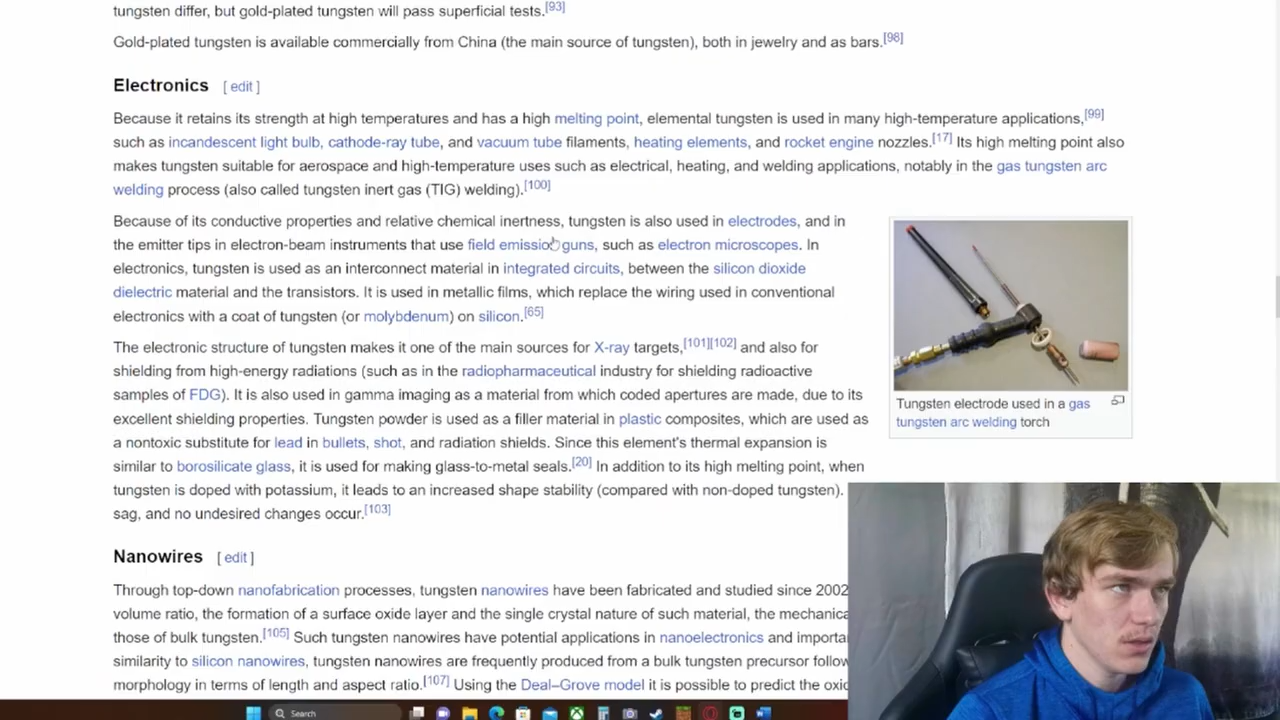 tungsten differ, but gold-plated tungsten will pass superficial tests.[93]
Gold-plated tungsten is available commercially from China (the main source of tungsten), both in jewelry and as bars.[98]
Electronics [ edit ]
Because it retains its strength at high temperatures and has a high melting point, elemental tungsten is used in many high-temperature applications,[99]
such as incandescent light bulb, cathode-ray tube, and vacuum tube filaments, heating elements, and rocket engine nozzles.[17] Its high melting point also
makes tungsten suitable for aerospace and high-temperature uses such as electrical, heating, and welding applications, notably in the gas tungsten arc
welding process (also called tungsten inert gas (TIG) welding).[100]
Because of its conductive properties and relative chemical inertness, tungsten is also used in electrodes, and in
the emitter tips in electron-beam instruments that use field emission guns, such as electron microscopes. In
electronics, tungsten is used as an interconnect material in integrated circuits, between the silicon dioxide
dielectric material and the transistors. It is used in metallic films, which replace the wiring used in conventional
electronics with a coat of tungsten (or molybdenum) on silicon.[65]
Tungsten electrode used in a gas
tungsten arc welding torch
The electronic structure of tungsten makes it one of the main sources for X-ray targets,[101][102] and also for
shielding from high-energy radiations (such as in the radiopharmaceutical industry for shielding radioactive
samples of FDG). It is also used in gamma imaging as a material from which coded apertures are made, due to its
excellent shielding properties. Tungsten powder is used as a filler material in plastic composites, which are used as
a nontoxic substitute for lead in bullets, shot, and radiation shields. Since this element's thermal expansion is
similar to borosilicate glass, it is used for making glass-to-metal seals.[20] In addition to its high melting point, when
tungsten is doped with potassium, it leads to an increased shape stability (compared with non-doped tungsten).
sag, and no undesired changes occur.[103]
Nanowires [ edit ]
Through top-down nanofabrication processes, tungsten nanowires have been fabricated and studied since 2002
volume ratio, the formation of a surface oxide layer and the single crystal nature of such material, the mechanica
those of bulk tungsten.[105] Such tungsten nanowires have potential applications in nanoelectronics and importan
similarity to silicon nanowires, tungsten nanowires are frequently produced from a bulk tungsten precursor follow
morphology in terms of length and aspect ratio.[107] Using the Deal–Grove model it is possible to predict the oxid
Search